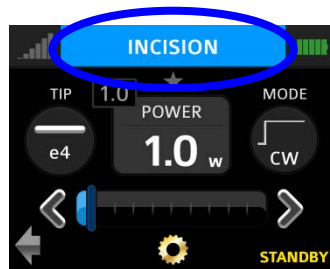 INCISION
TIP 1.0 MODE
POWER
e4 1.0 w CW
STANDBY